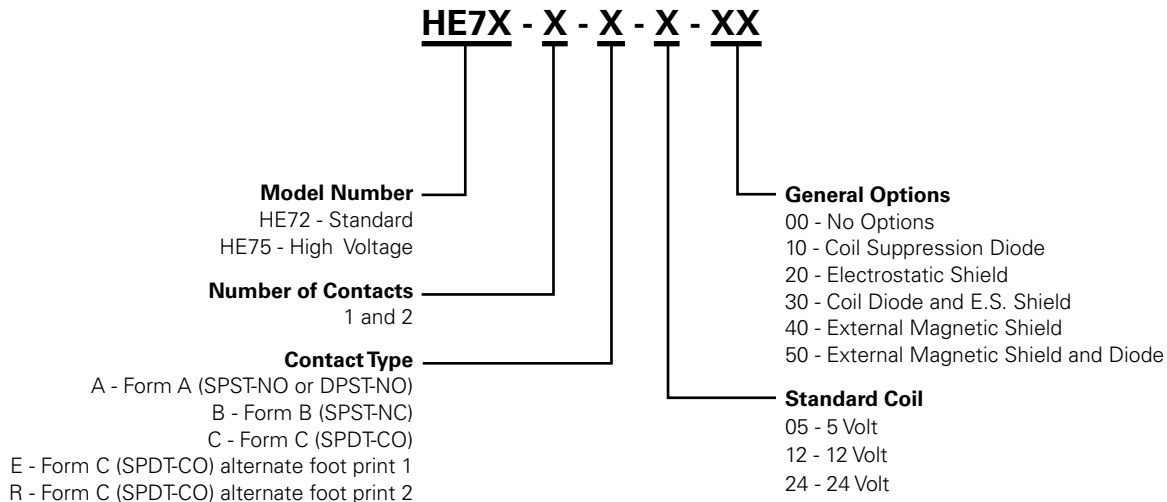 HE7X - X - X - X - XX
Model Number
HE72 - Standard
HE75 - High Voltage
Number of Contacts
1 and 2
Contact Type
A - Form A (SPST-NO or DPST-NO)
B - Form B (SPST-NC)
C - Form C (SPDT-CO)
E - Form C (SPDT-CO) alternate foot print 1
R - Form C (SPDT-CO) alternate foot print 2
General Options
00 - No Options
10 - Coil Suppression Diode
20 - Electrostatic Shield
30 - Coil Diode and E.S. Shield
40 - External Magnetic Shield
50 - External Magnetic Shield and Diode
Standard Coil
05 - 5 Volt
12 - 12 Volt
24 - 24 Volt